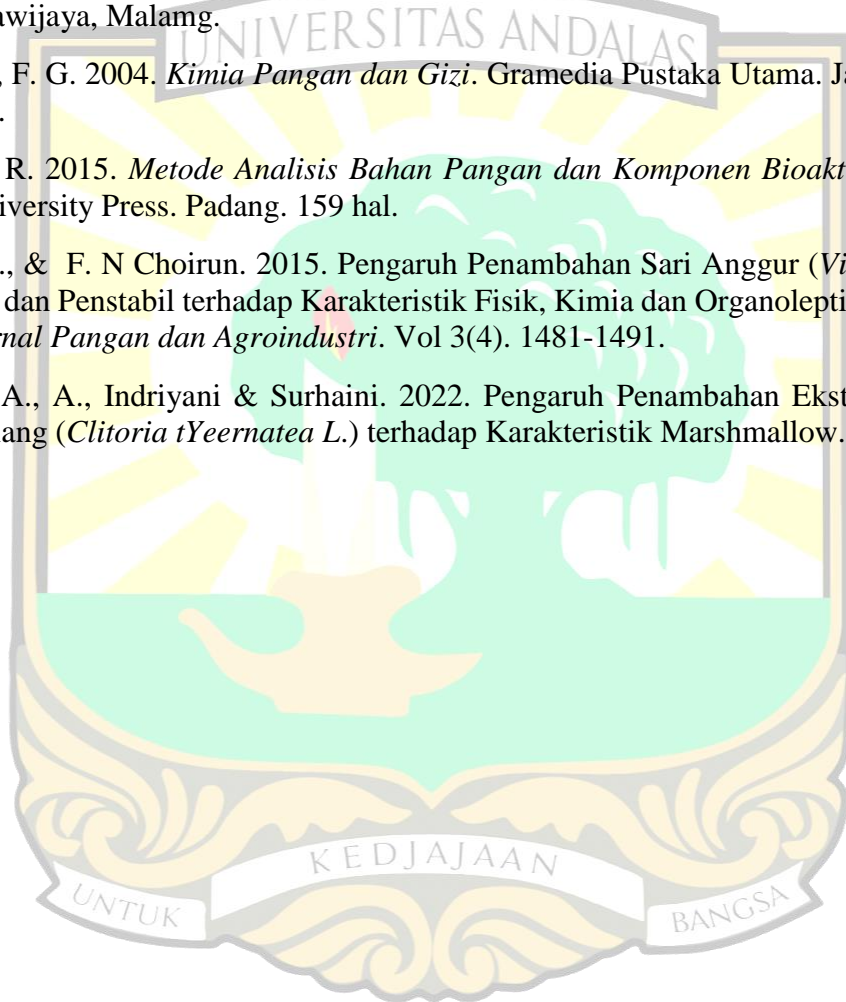 awijaya, Malamg.
UNIVERSITAS ANDALAS
, F. G. 2004. Kimia Pangan dan Gizi. Gramedia Pustaka Utama. Ja
.
R. 2015. Metode Analisis Bahan Pangan dan Komponen Bioakt
iversity Press. Padang. 159 hal.
., & F. N Choirun. 2015. Pengaruh Penambahan Sari Anggur (Vi
dan Penstabil terhadap Karakteristik Fisik, Kimia dan Organolepti
rnal Pangan dan Agroindustri. Vol 3(4). 1481-1491.
A., A., Indriyani & Surhaini. 2022. Pengaruh Penambahan Ekst
lang (Clitoria tYeernatea L.) terhadap Karakteristik Marshmallow.
UNTUK KEDJAJAAN BANGSA